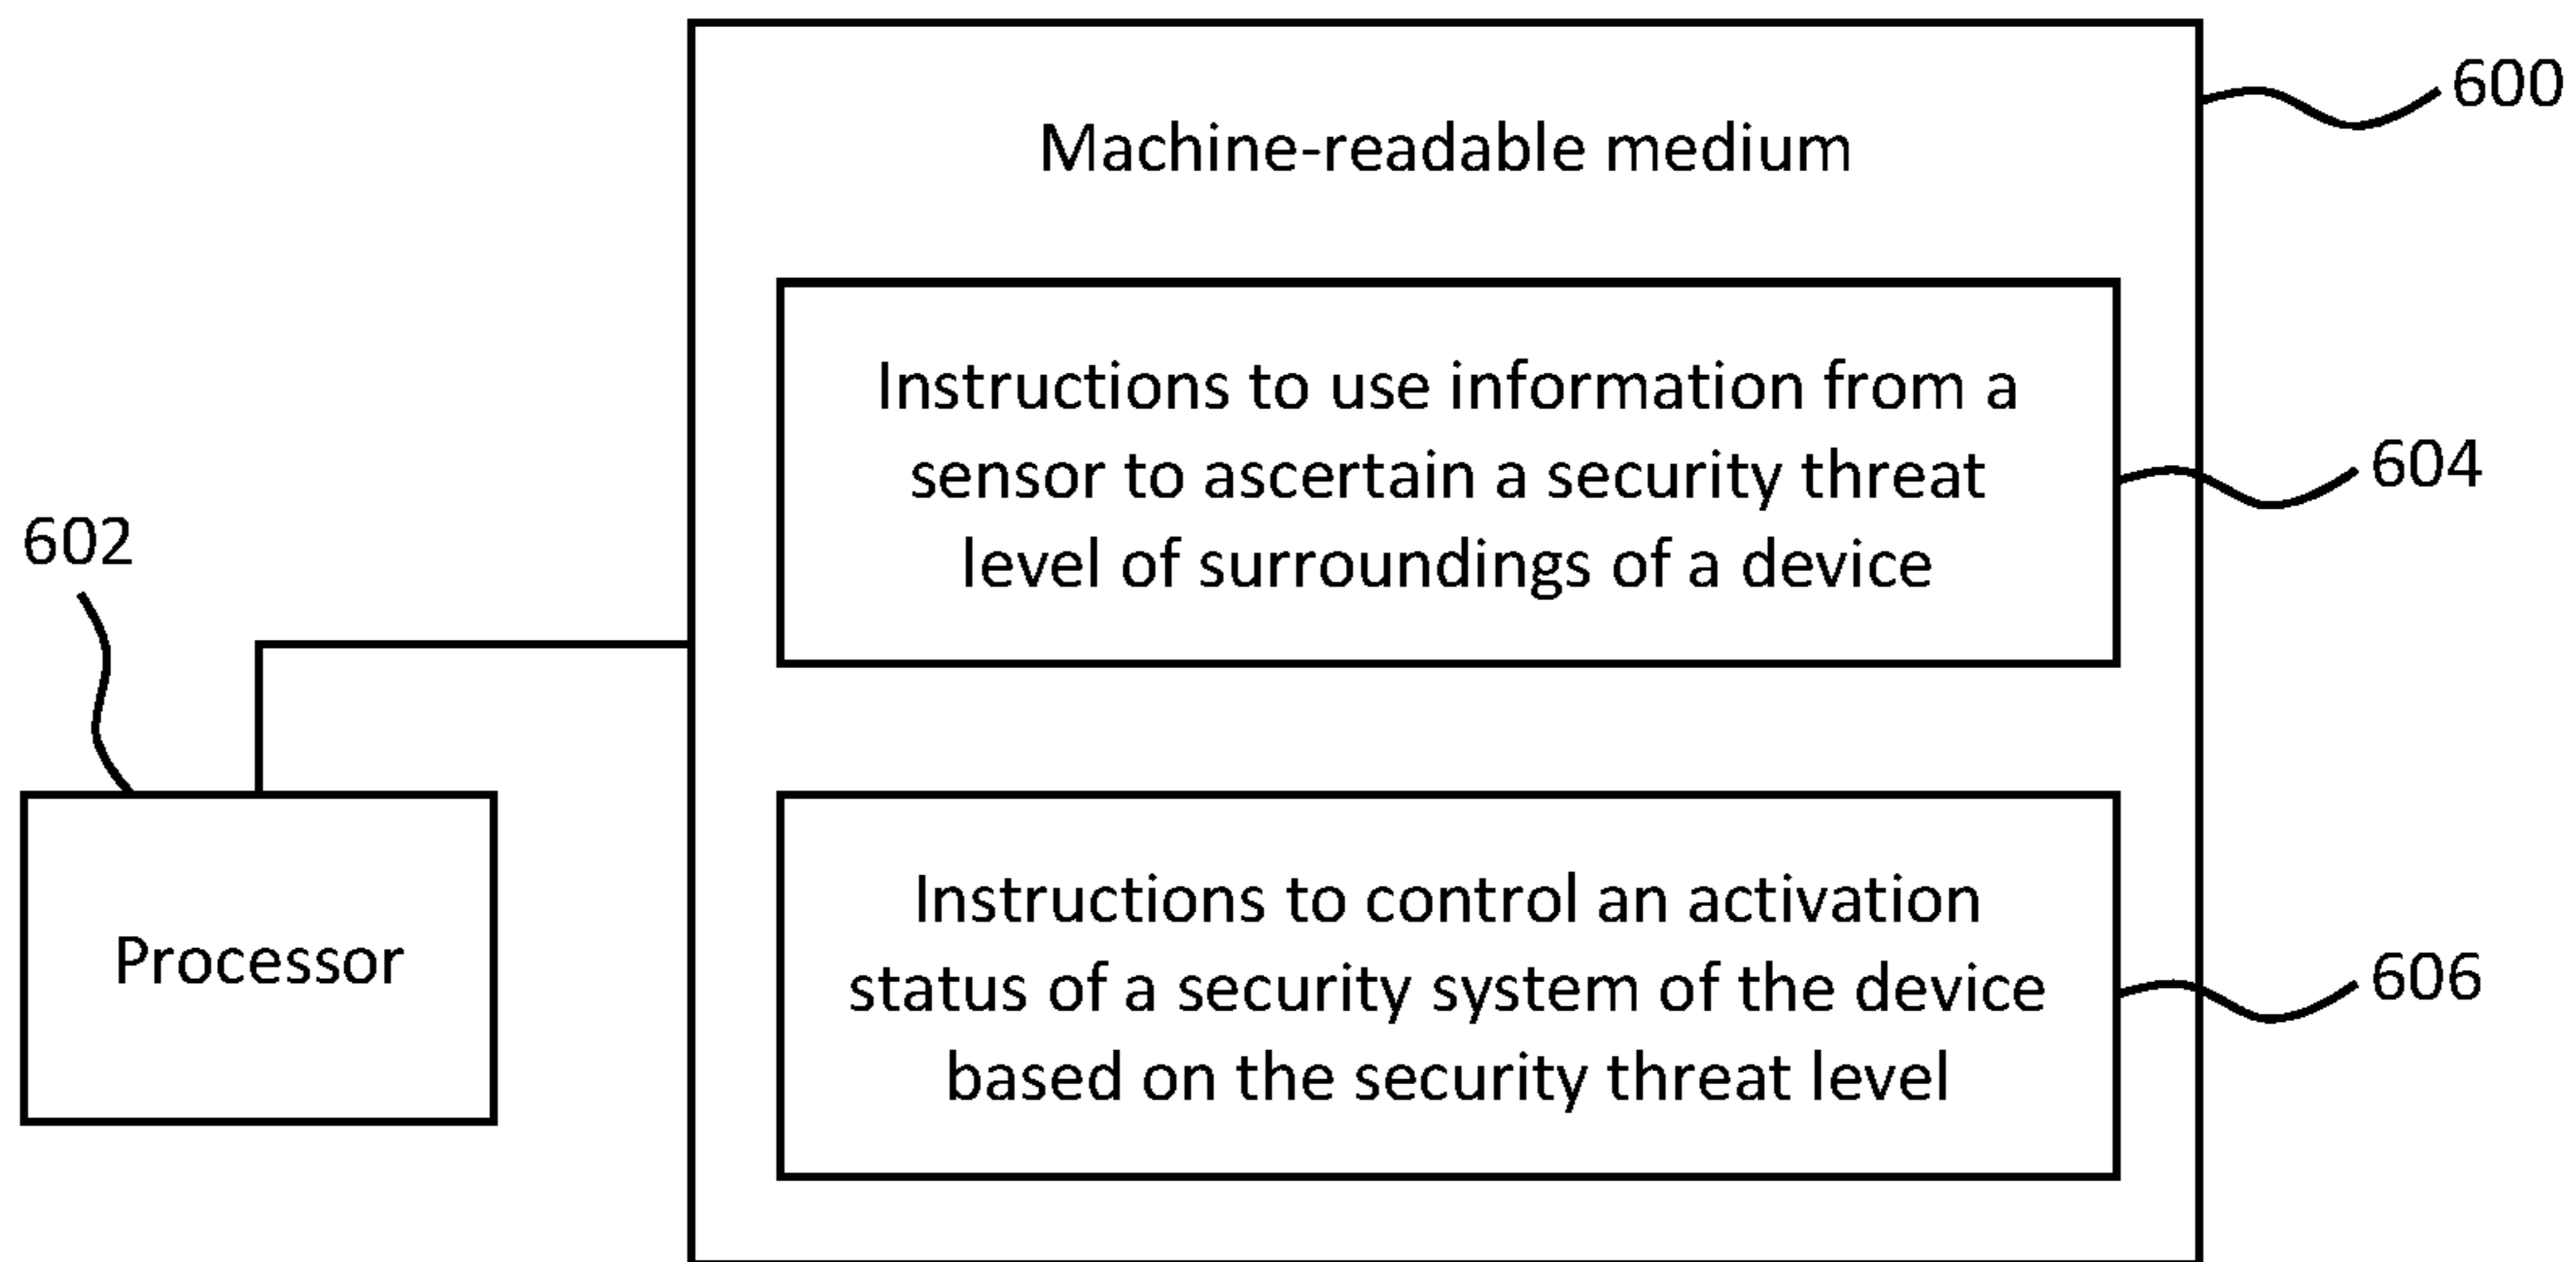 600
Machine-readable medium
Instructions to use information from a
sensor to ascertain a security threat
level of surroundings of a device
604
602
Processor
Instructions to control an activation
status of a security system of the device
based on the security threat level
606